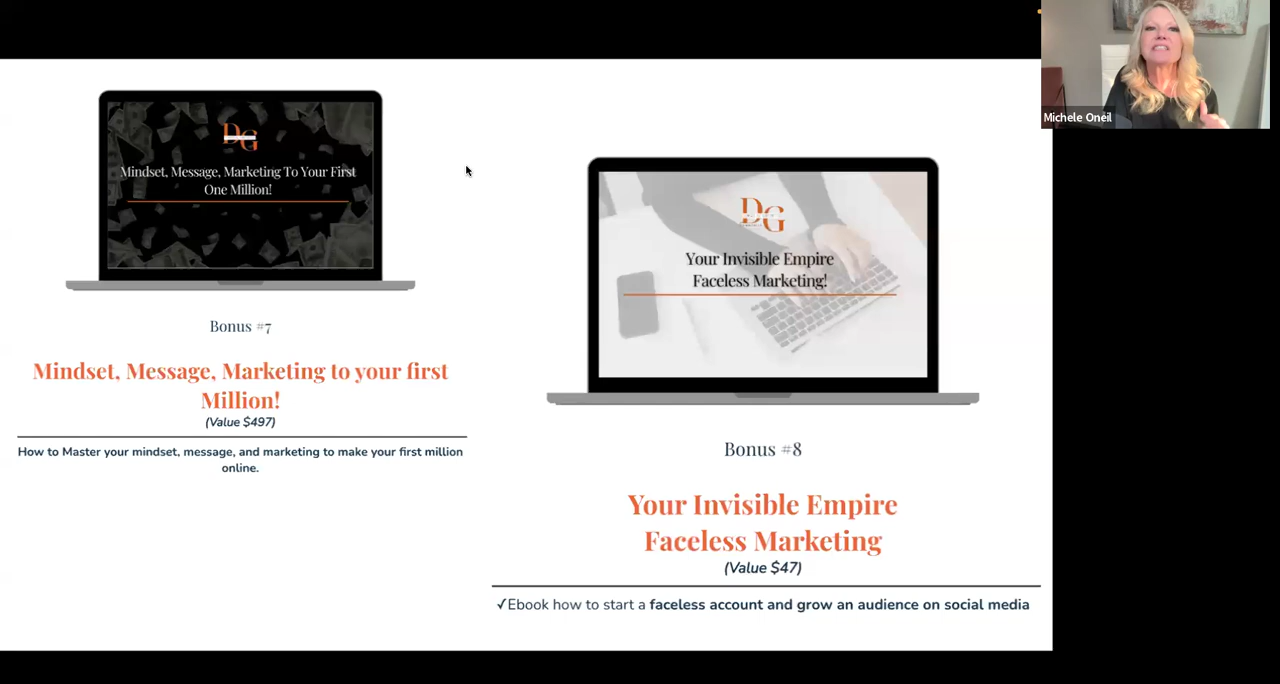 Michele Oneil
DG
Mindset, Message, Marketing To Your First
One Million!
Bonus #7
Mindset, Message, Marketing to your first
Million!
(Value $497)
How to Master your mindset, message, and marketing to make your first million
online.
DG
Your Invisible Empire
Faceless Marketing!
Bonus #8
Your Invisible Empire
Faceless Marketing
(Value $47)
✓Ebook how to start a faceless account and grow an audience on social media